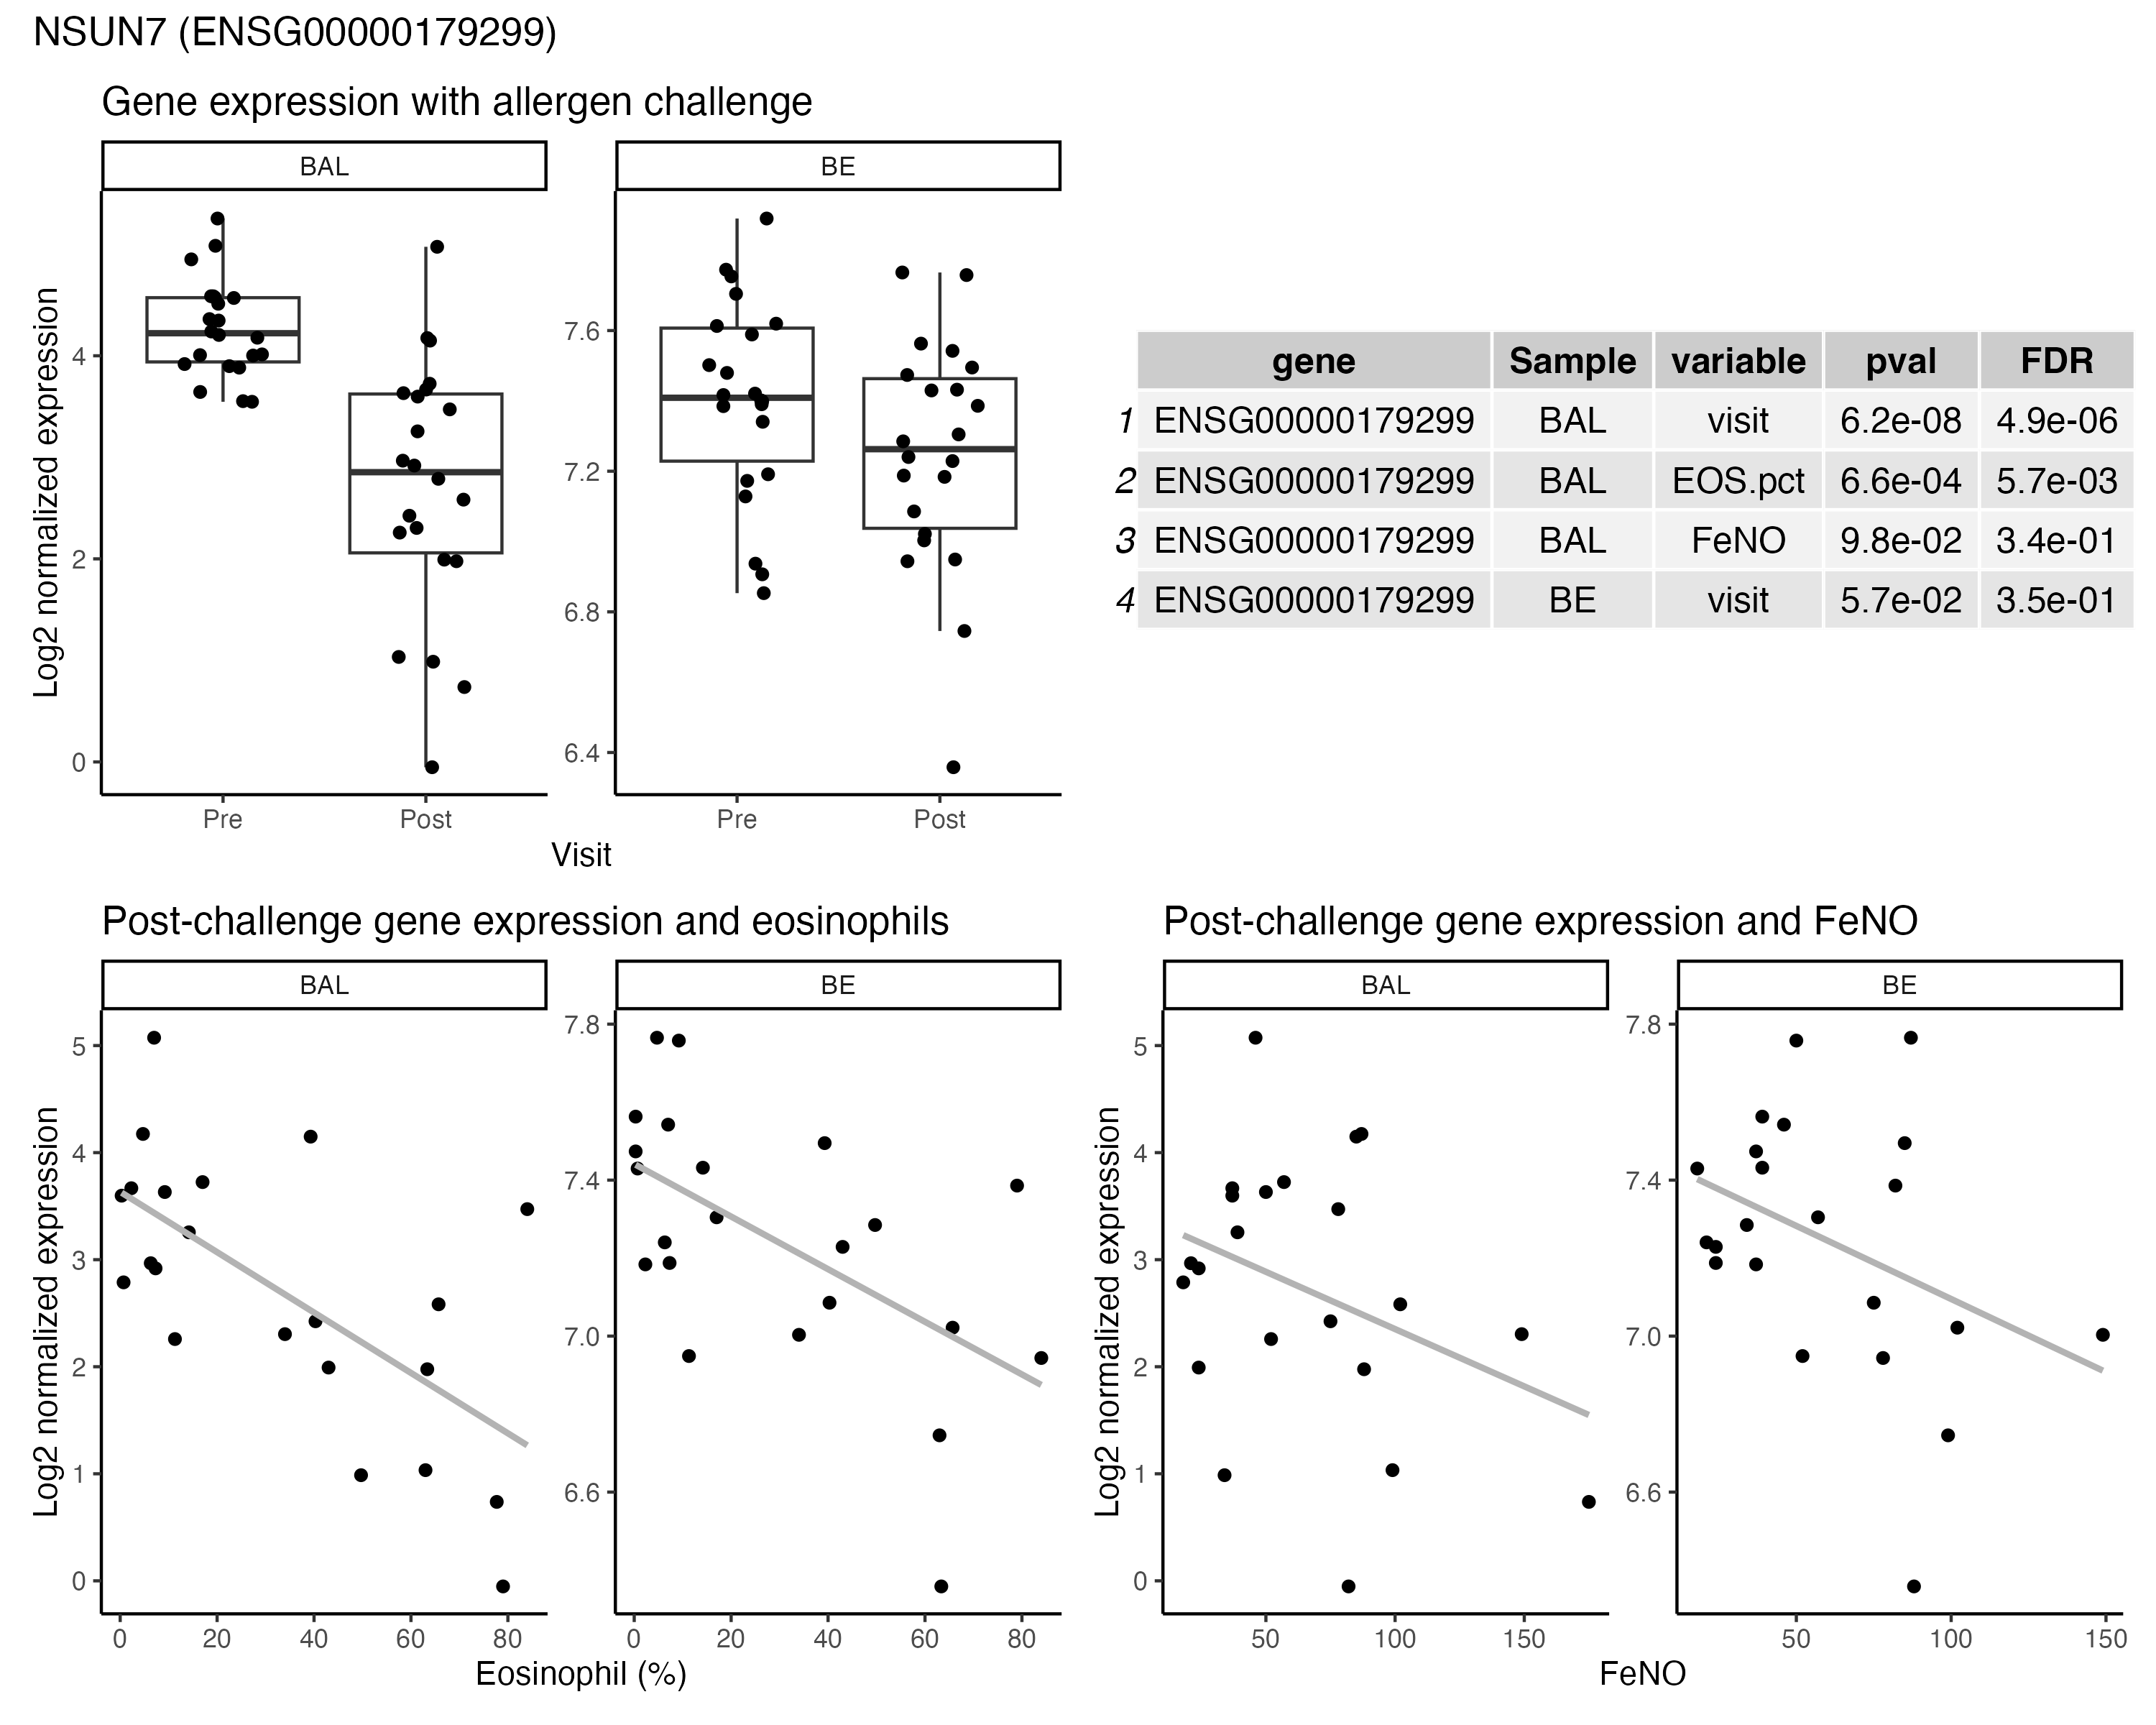 NSUN7 (ENSG00000179299)
Gene expression with allergen challenge
BAL
BE
Log2 normalized expression
4
2
0
7.6
7.2
6.8
6.4
Pre
Post
Pre
Post
Visit
gene Sample variable pval FDR
1 ENSG00000179299 BAL visit 6.2e-08 4.9e-06
2 ENSG00000179299 BAL EOS.pct 6.6e-04 5.7e-03
3 ENSG00000179299 BAL FeNO 9.8e-02 3.4e-01
4 ENSG00000179299 BE visit 5.7e-02 3.5e-01
Post-challenge gene expression and eosinophils
BAL
BE
Log2 normalized expression
5
4
3
2
1
0
7.8
7.4
7.0
6.6
0 20 40 60 80
0 20 40 60 80
Eosinophil (%)
Post-challenge gene expression and FeNO
BAL
BE
Log2 normalized expression
5
4
3
2
1
0
7.8
7.4
7.0
6.6
50 100 150
50 100 150
FeNO